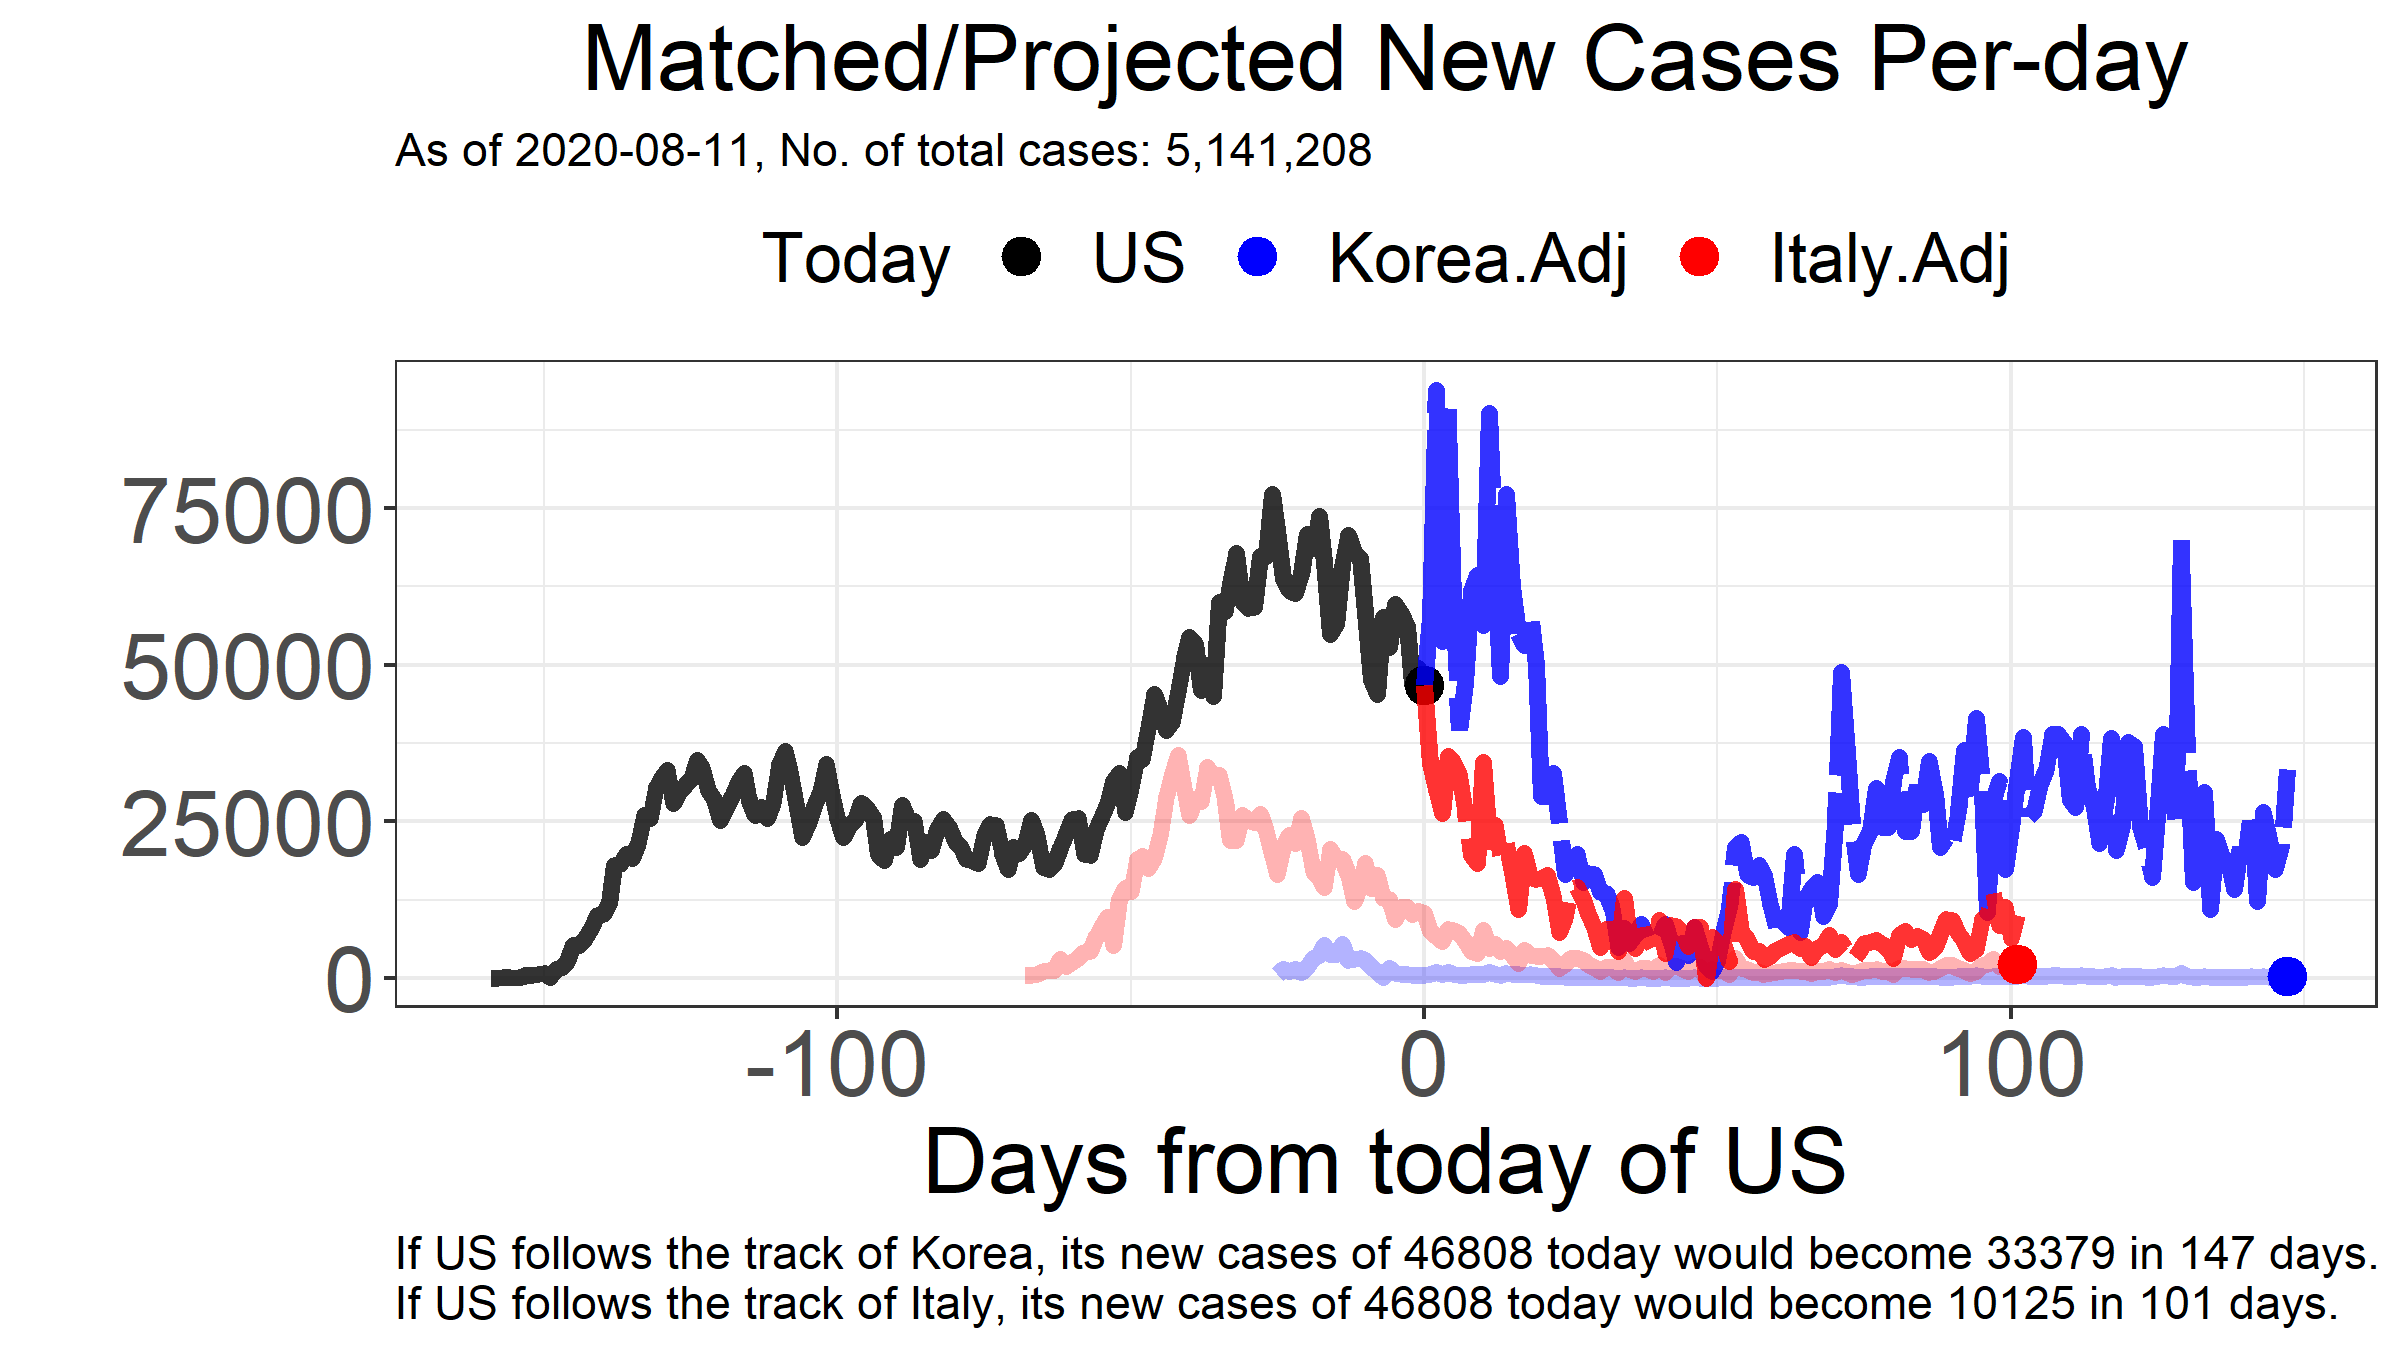 Matched/Projected New Cases Per-day
As of 2020-08-11, No. of total cases: 5,141,208
Today US Korea.Adj Italy.Adj
75000
50000
25000
0
-100 0 100
Days from today of US
If US follows the track of Korea, its new cases of 46808 today would become 33379 in 147 days.
If US follows the track of Italy, its new cases of 46808 today would become 10125 in 101 days.